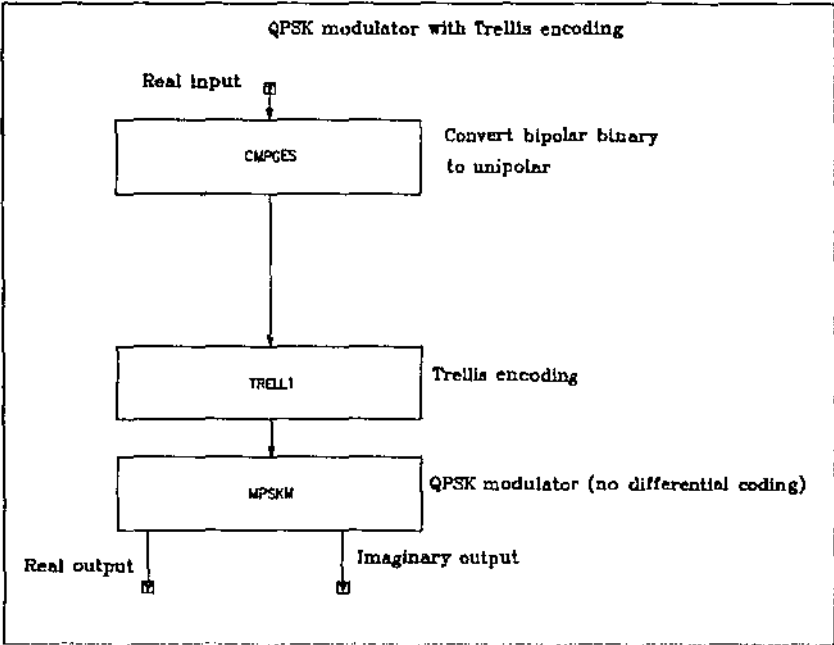 QPSK modulator with Trellis encoding
Real input
CMPGES
Convert bipolar binary
to unipolar
TRELL1
Trellis encoding
MPSKM
QPSK modulator (no differential coding)
Real output
Imaginary output